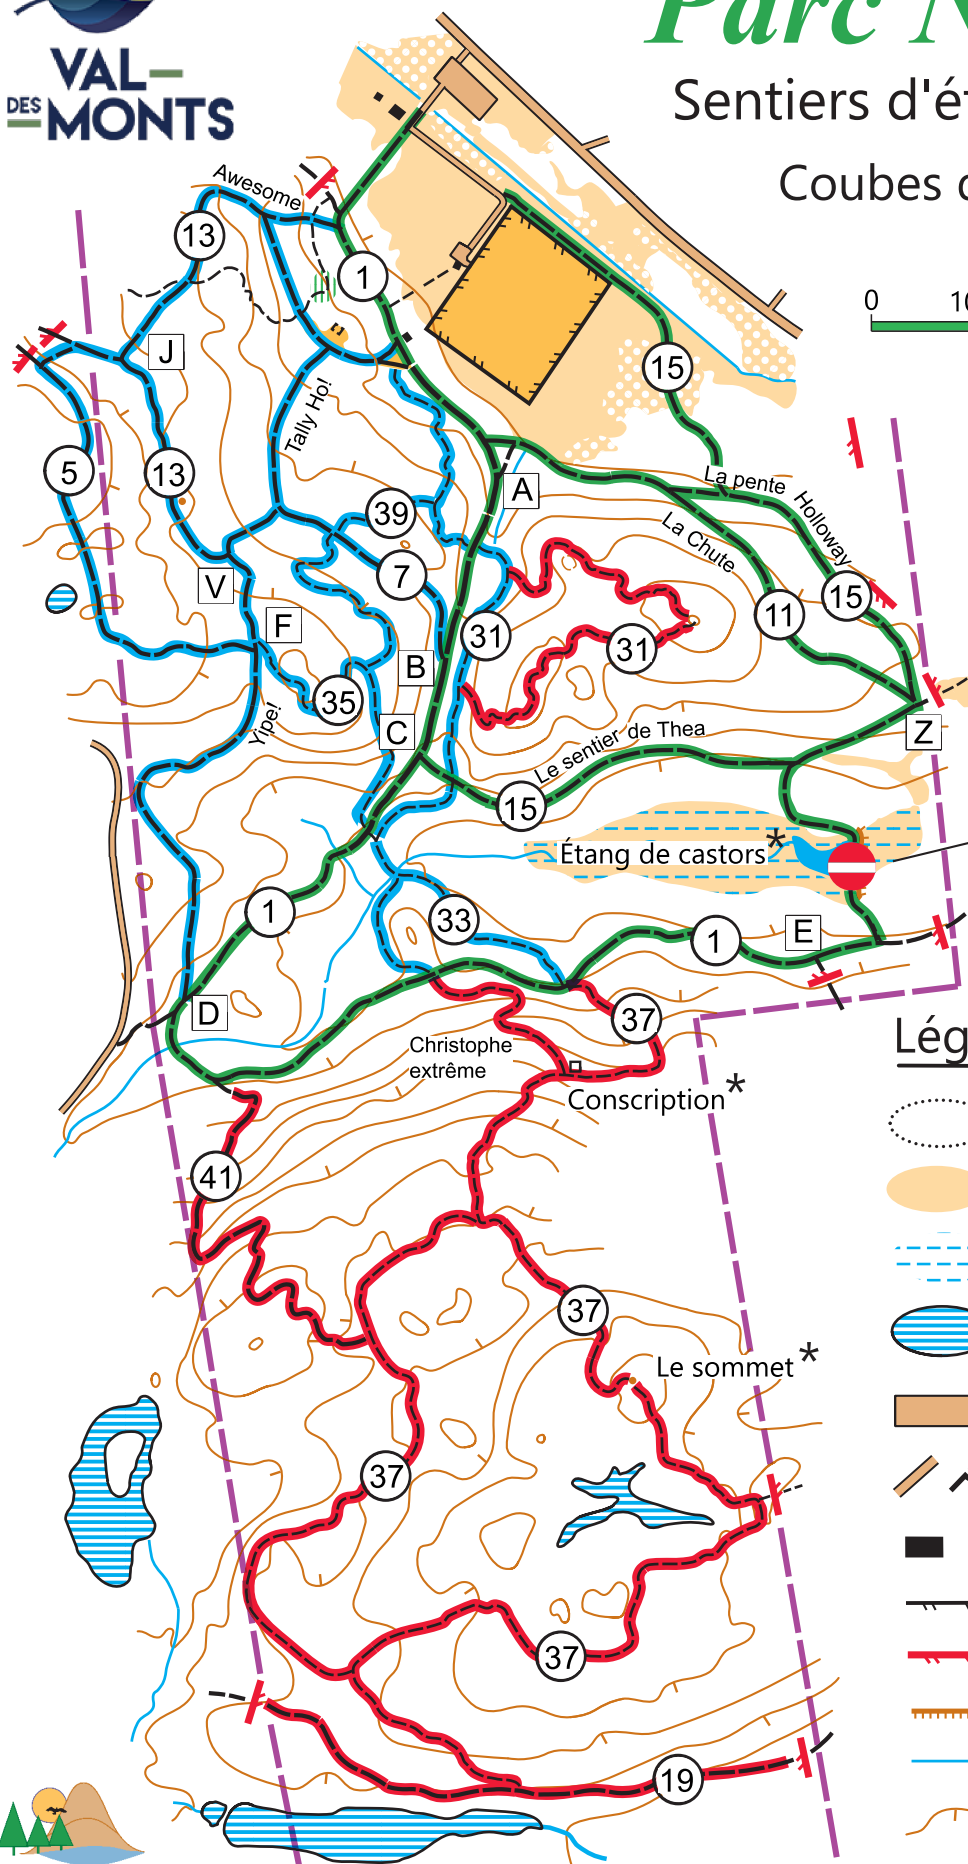 VAL—
DES MONTS
Parc N
Sentiers d'ét
Coubes d
0 10
Awesome
13
1
J
15
Tally Ho!
5
13
A
La pente Holloway
39
La Chute
V
7
15
F
11
31
31
B
35
Yipe!
C
Z
Le sentier de Thea
15
Étang de castors*
1
33
1
E
D
37
Christophe
extrême
Lég
Conscription*
41
37
Le sommet*
37
37
19